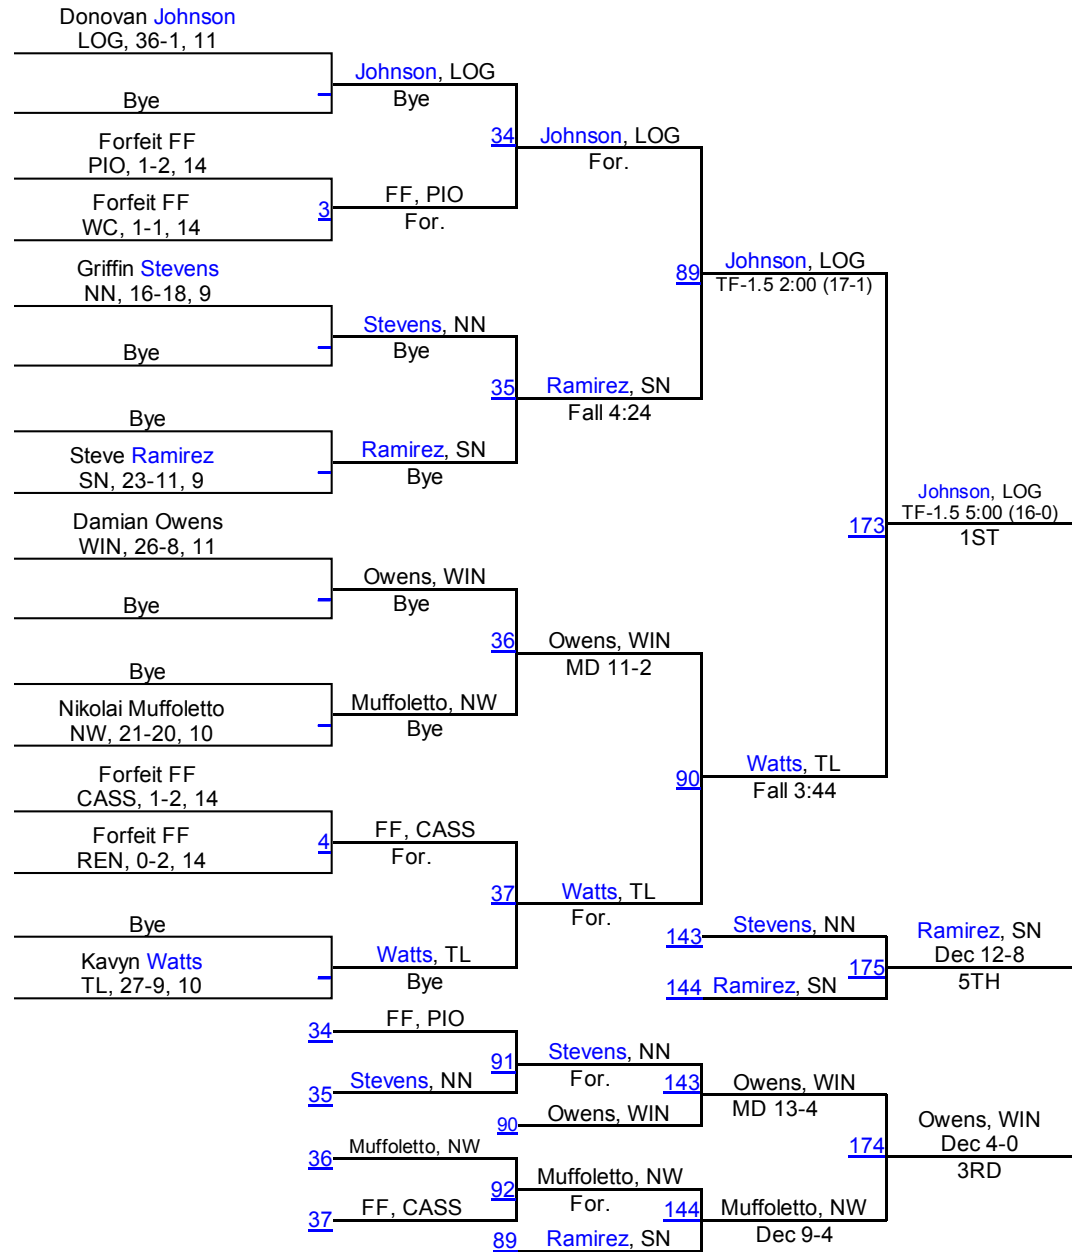 Donovan Johnson
LOG, 36-1, 11
Johnson, LOG
Bye
Bye
34
Johnson, LOG
For.
Forfeit FF
PIO, 1-2, 14
Forfeit FF
WC, 1-1, 14
3
FF, PIO
For.
Griffin Stevens
NN, 16-18, 9
89
Johnson, LOG
TF-1.5 2:00 (17-1)
Stevens, NN
Bye
Bye
35
Ramirez, SN
Fall 4:24
Bye
Steve Ramirez
SN, 23-11, 9
Ramirez, SN
Bye
173
Johnson, LOG
TF-1.5 5:00 (16-0)
1ST
Damian Owens
WIN, 26-8, 11
Owens, WIN
Bye
Bye
36
Owens, WIN
MD 11-2
Bye
Nikolai Muffoletto
NW, 21-20, 10
Muffoletto, NW
Bye
90
Watts, TL
Fall 3:44
Forfeit FF
CASS, 1-2, 14
Forfeit FF
REN, 0-2, 14
4
FF, CASS
For.
37
Watts, TL
For.
Bye
Kavyn Watts
TL, 27-9, 10
Watts, TL
Bye
143
Stevens, NN
144
Ramirez, SN
175
Ramirez, SN
Dec 12-8
5TH
34
FF, PIO
35
Stevens, NN
91
Stevens, NN
For.
90
Owens, WIN
143
Owens, WIN
MD 13-4
36
Muffoletto, NW
37
FF, CASS
92
Muffoletto, NW
For.
89
Ramirez, SN
144
Muffoletto, NW
Dec 9-4
174
Owens, WIN
Dec 4-0
3RD